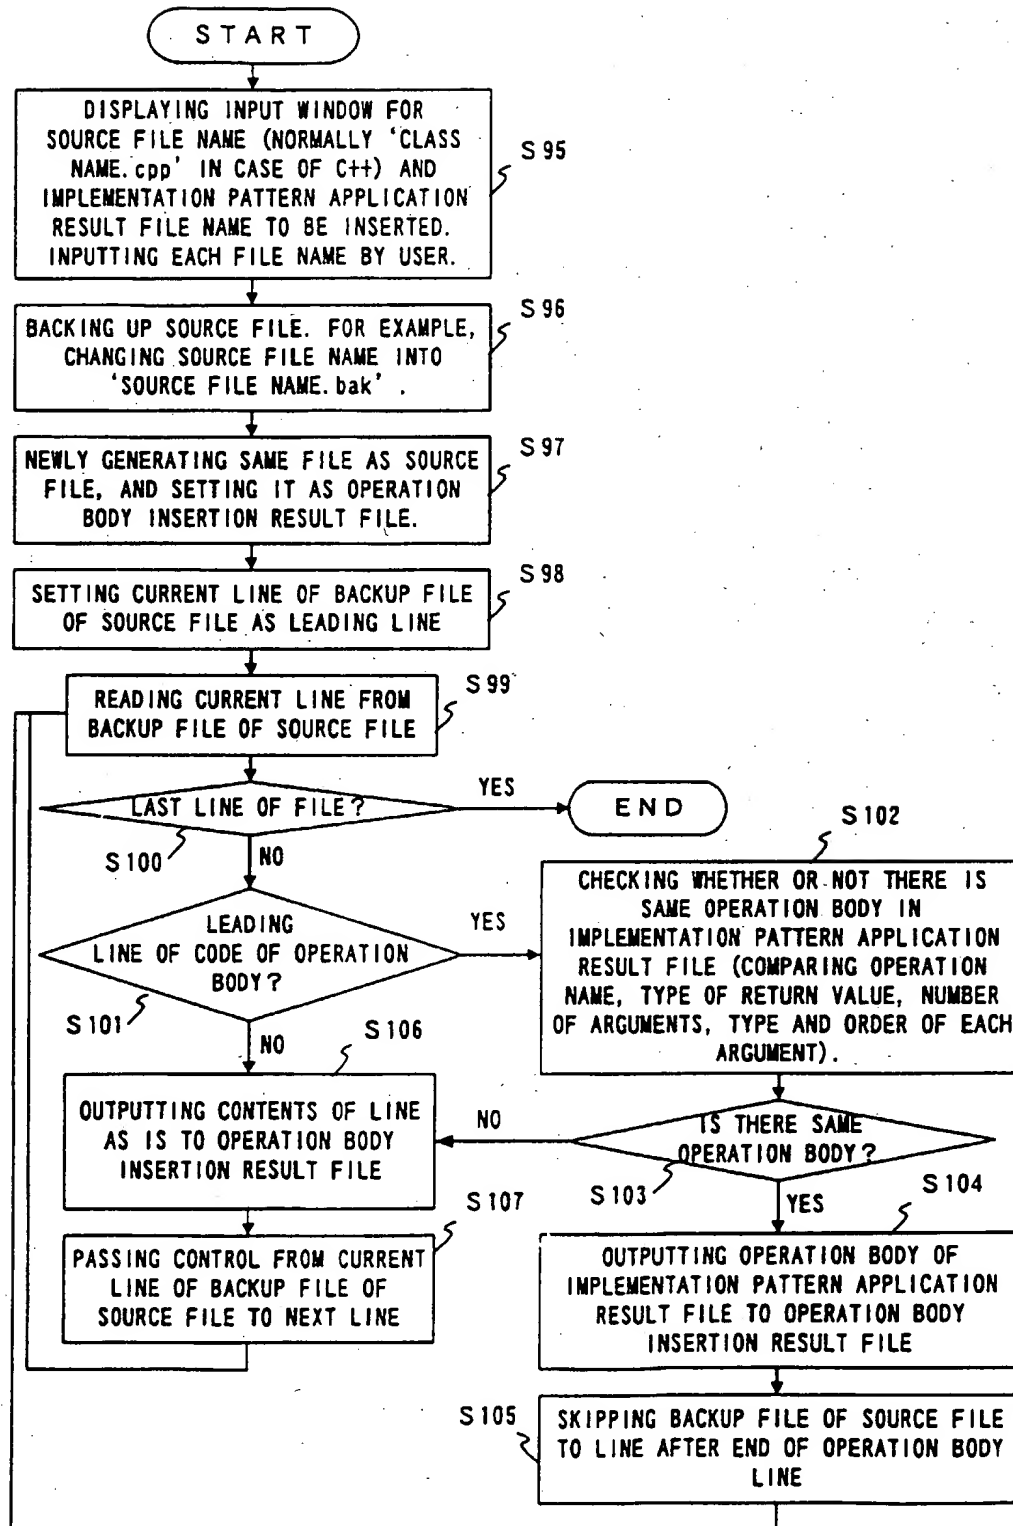 START
DISPLAYING INPUT WINDOW FOR
SOURCE FILE NAME (NORMALLY 'CLASS
NAME.cpp' IN CASE OF C++) AND
IMPLEMENTATION PATTERN APPLICATION
RESULT FILE NAME TO BE INSERTED.
INPUTTING EACH FILE NAME BY USER.
S95
BACKING UP SOURCE FILE. FOR EXAMPLE,
CHANGING SOURCE FILE NAME INTO
'SOURCE FILE NAME.bak' .
S96
NEWLY GENERATING SAME FILE AS SOURCE
FILE, AND SETTING IT AS OPERATION
BODY INSERTION RESULT FILE.
S97
SETTING CURRENT LINE OF BACKUP FILE
OF SOURCE FILE AS LEADING LINE
S98
READING CURRENT LINE FROM
BACKUP FILE OF SOURCE FILE
S99
LAST LINE OF FILE?
YES
END
S100
NO
LEADING
LINE OF CODE OF OPERATION
BODY?
YES
S101
NO
S102
CHECKING WHETHER OR NOT THERE IS
SAME OPERATION BODY IN
IMPLEMENTATION PATTERN APPLICATION
RESULT FILE (COMPARING OPERATION
NAME, TYPE OF RETURN VALUE, NUMBER
OF ARGUMENTS, TYPE AND ORDER OF EACH
ARGUMENT).
S106
OUTPUTTING CONTENTS OF LINE
AS IS TO OPERATION BODY
INSERTION RESULT FILE
NO
IS THERE SAME
OPERATION BODY?
S103
YES
S104
S107
PASSING CONTROL FROM CURRENT
LINE OF BACKUP FILE OF
SOURCE FILE TO NEXT LINE
OUTPUTTING OPERATION BODY OF
IMPLEMENTATION PATTERN APPLICATION
RESULT FILE TO OPERATION BODY
INSERTION RESULT FILE
S105
SKIPPING BACKUP FILE OF SOURCE FILE
TO LINE AFTER END OF OPERATION BODY
LINE